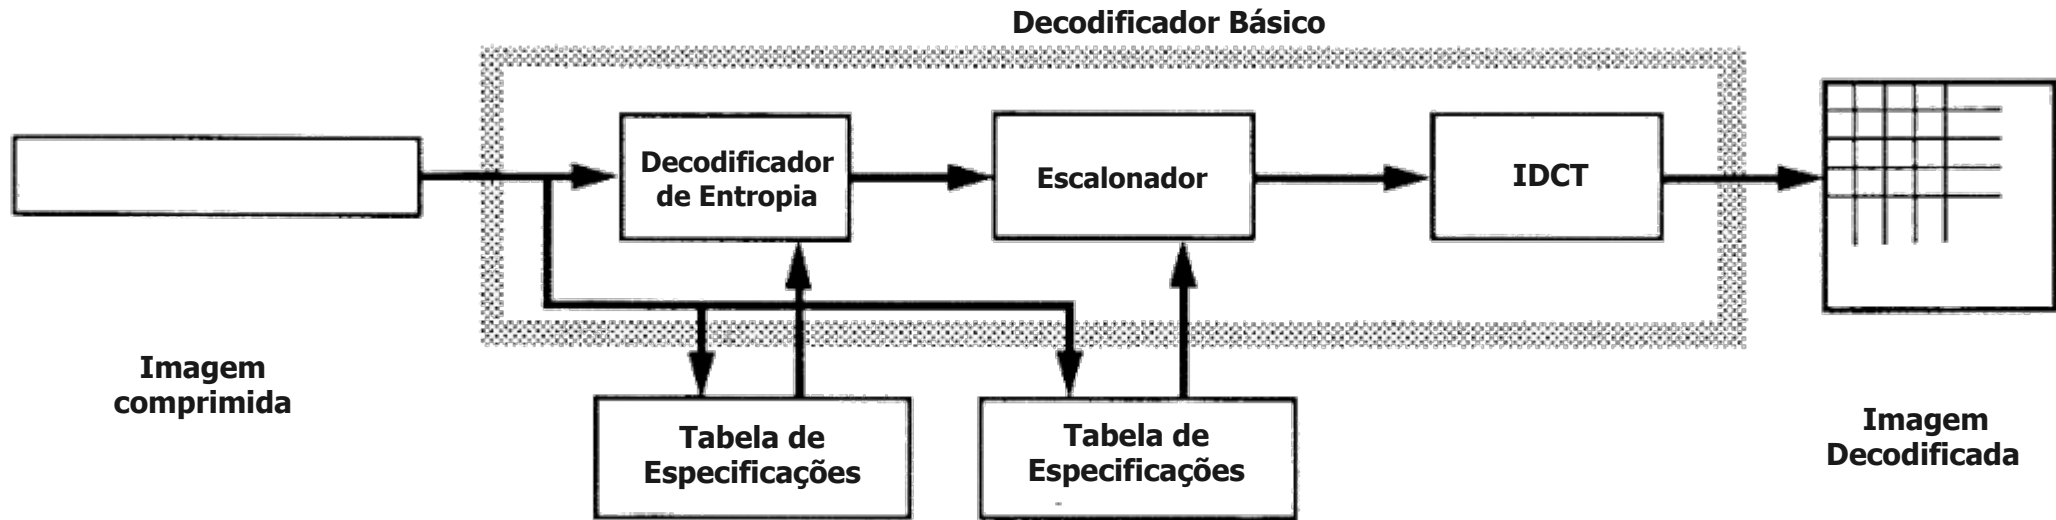 Decodificador Básico
Decodificador
de Entropia
Escalonador
IDCT
Imagem
comprimida
Tabela de
Especificações
Tabela de
Especificações
Imagem
Decodificada